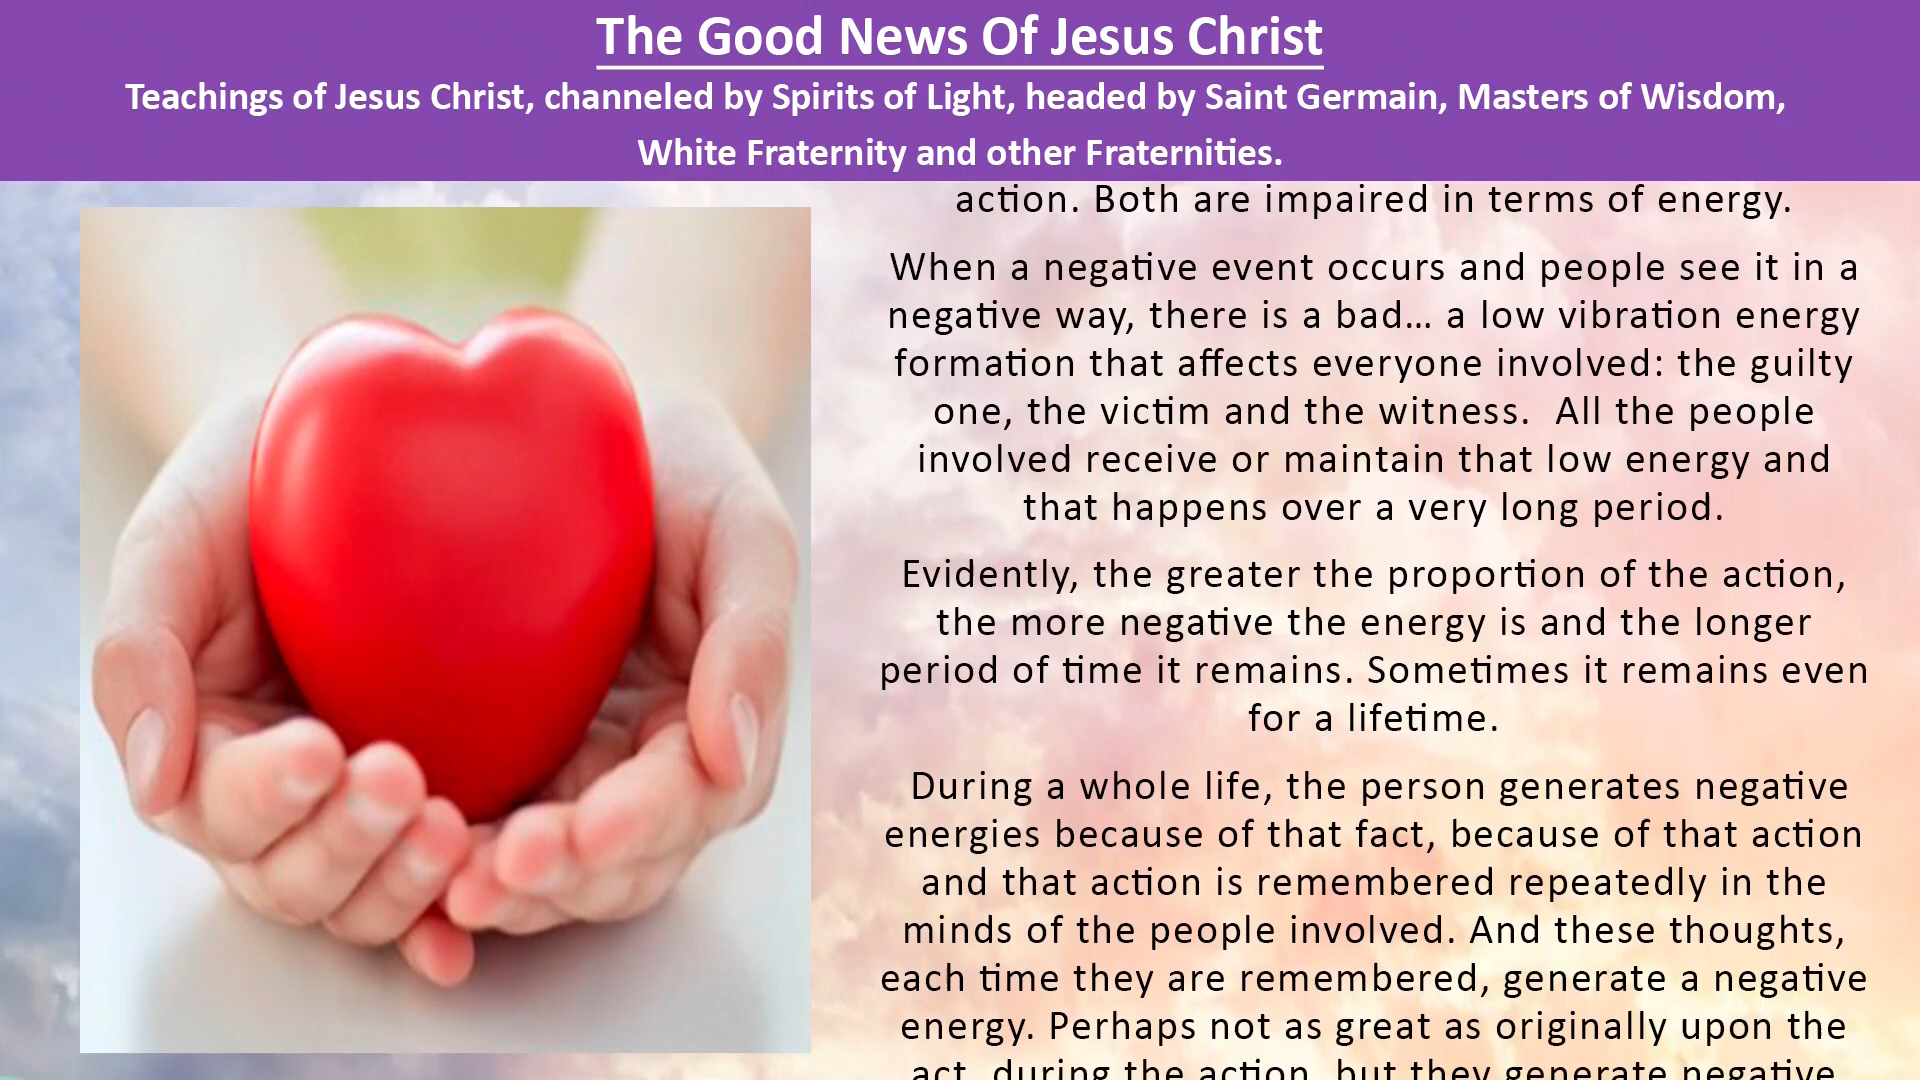 The Good News Of Jesus Christ
Teachings of Jesus Christ, channeled by Spirits of Light, headed by Saint Germain, Masters of Wisdom,
White Fraternity and other Fraternities.
action. Both are impaired in terms of energy.
When a negative event occurs and people see it in a
negative way, there is a bad… a low vibration energy
formation that affects everyone involved: the guilty
one, the victim and the witness.  All the people
involved receive or maintain that low energy and
that happens over a very long period.
Evidently, the greater the proportion of the action,
the more negative the energy is and the longer
period of time it remains. Sometimes it remains even
for a lifetime.
During a whole life, the person generates negative
energies because of that fact, because of that action
and that action is remembered repeatedly in the
minds of the people involved. And these thoughts,
each time they are remembered, generate a negative
energy. Perhaps not as great as originally upon the
act, during the action, but they generate negative